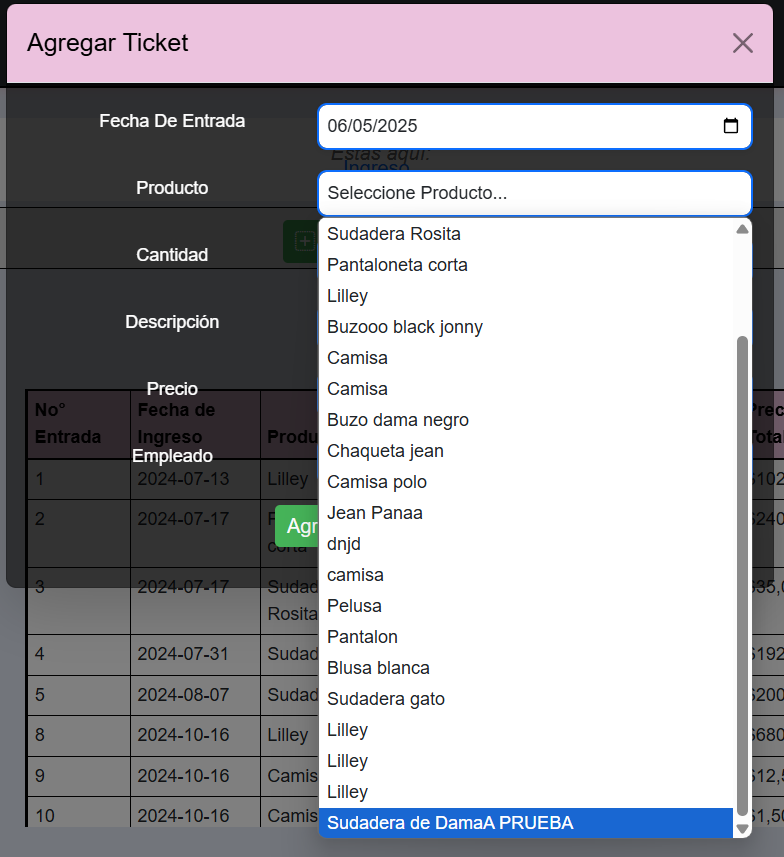 Agregar Ticket
Fecha De Entrada
06/05/2025
Estas aquí:
Ingreso
Producto
Seleccione Producto...
Cantidad
Descripción
Precio
Empleado
Sudadera Rosita
Pantaloneta corta
Lilley
Buzooo black jonny
Camisa
Camisa
Buzo dama negro
Chaqueta jean
Camisa polo
Jean Panaa
dnjd
camisa
Pelusa
Pantalon
Blusa blanca
Sudadera gato
Lilley
Lilley
Lilley
Sudadera de DamaA PRUEBA
Agr
No°
Entrada
Fecha de
Ingreso
Produ
Prec
Total
1 2024-07-13 Lilley $102
2 2024-07-17
corta
$240
3 2024-07-17 Sudad
Rosita
$35,0
4 2024-07-31 Sudad $192
5 2024-08-07 Sudad $200
8 2024-10-16 Lilley $680
9 2024-10-16 Camis $12,5
10 2024-10-16 Camis $1,50